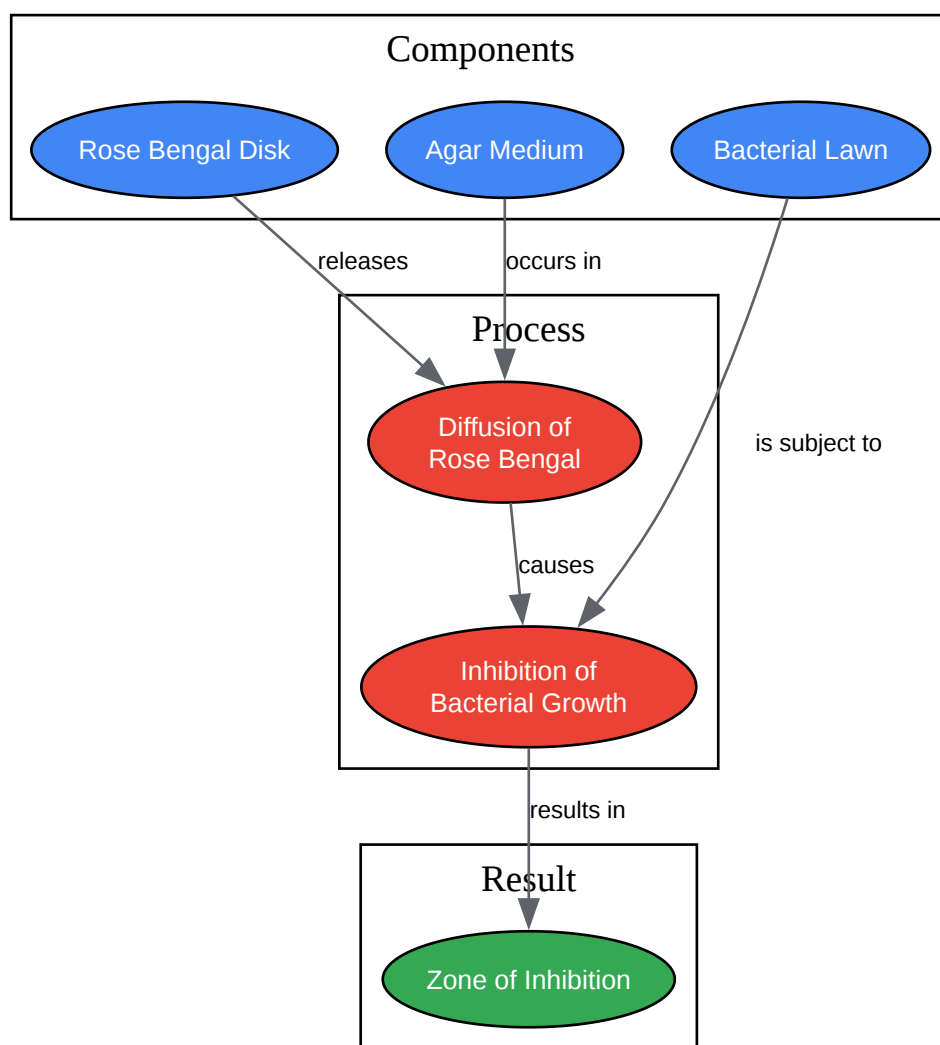 Components
Rose Bengal Disk
Agar Medium
Bacterial Lawn
releases
occurs in
Process
Diffusion of
Rose Bengal
is subject to
causes
Inhibition of
Bacterial Growth
results in
Result
Zone of Inhibition